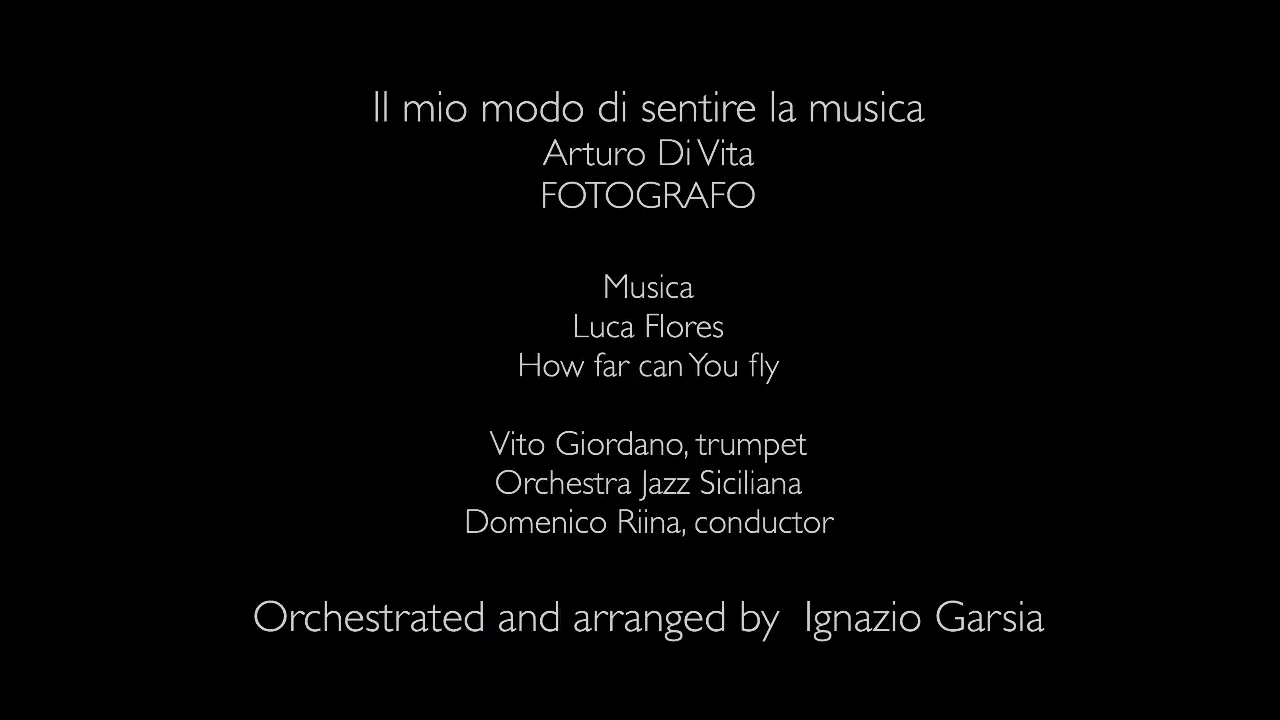 Il mio modo di sentire la musica
Arturo Di Vita
FOTOGRAFO
Musica
Luca Flores
How far can You fly
Vito Giordano, trumpet
Orchestra Jazz Siciliana
Domenico Riina, conductor
Orchestrated and arranged by Ignazio Garsia